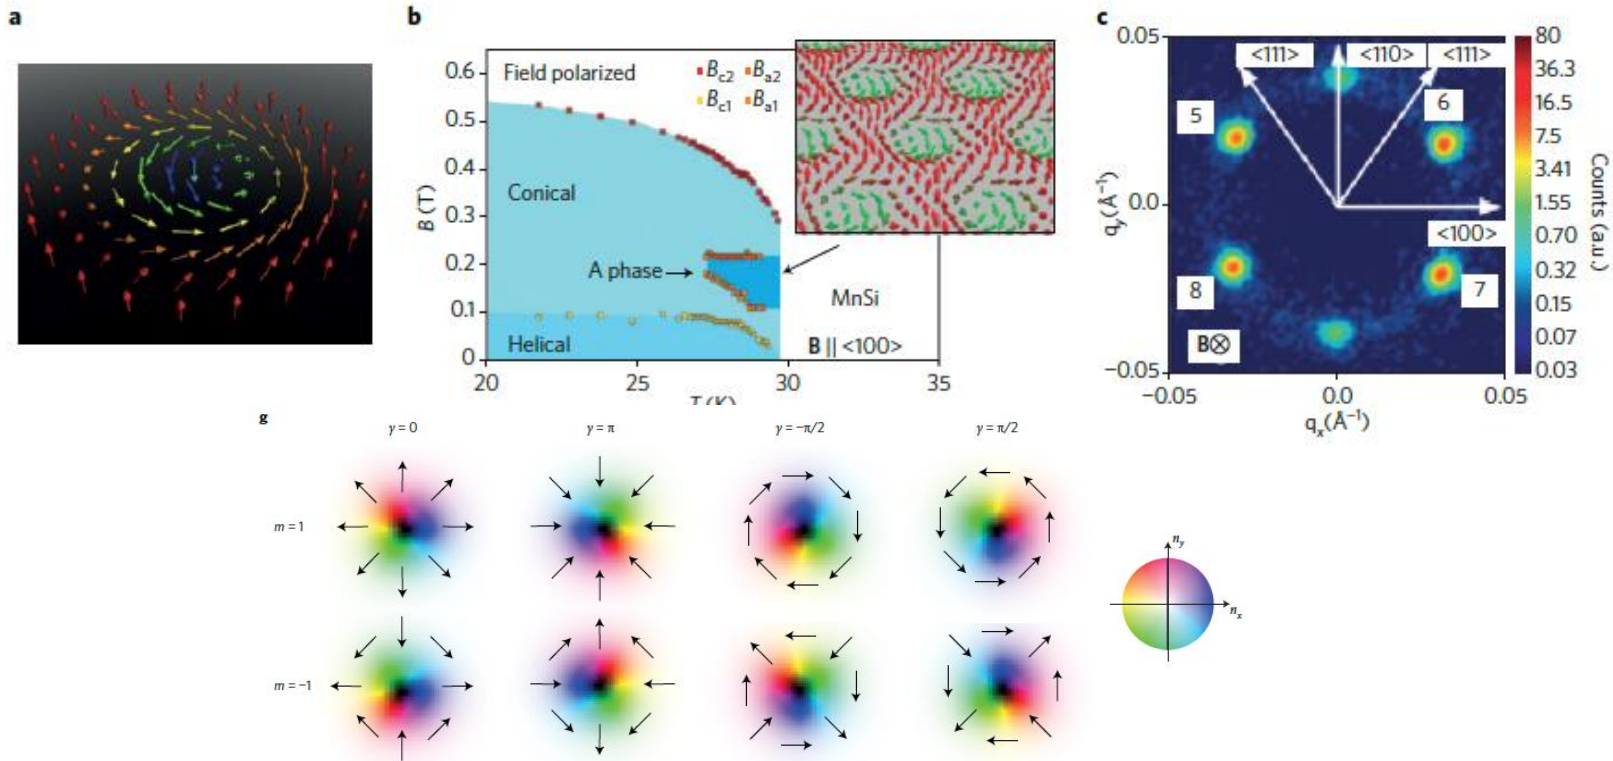 a
b
0.6
0.5
0.4
0.3
0.2
0.1
0
B (T)
Field polarized
Bc2 Ba2
Bc1 Ba1
Conical
A phase
Helical
MnSi
B || <100>
20 25 30 35
T (K)
c
0.05
0.0
−0.05
qy(Å−1)
<111> <110> <111>
5
6
<100>
8
7
B⊗
−0.05 0.0 0.05
qx(Å−1)
80
36.3
16.5
7.5
3.41
1.55
0.70
0.32
0.15
0.07
0.03
Counts (a.u.)
g
γ = 0 γ = π γ = −π/2 γ = π/2
m = 1
m = −1
ny
nx